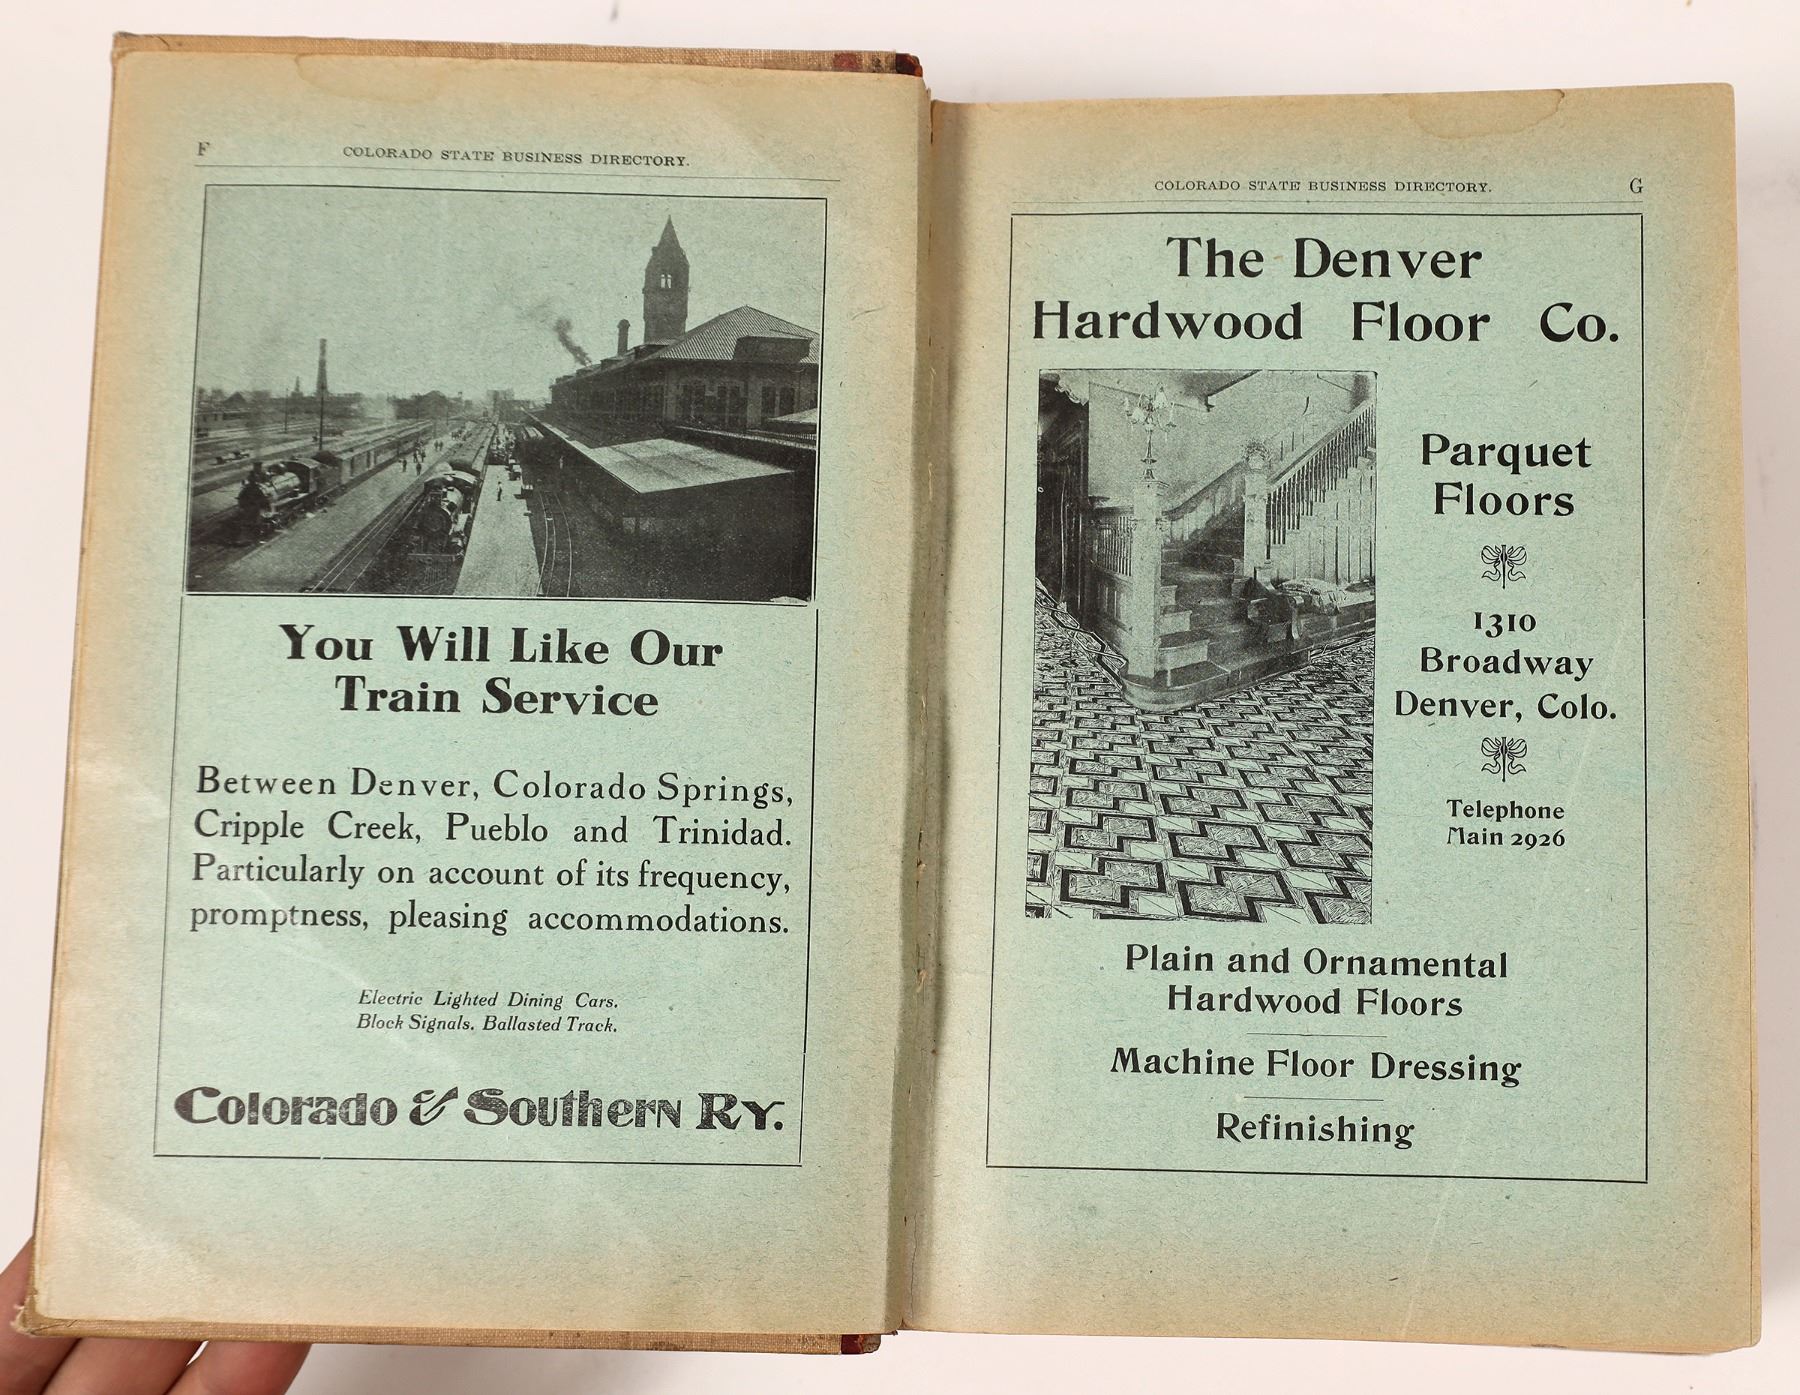 F
COLORADO STATE BUSINESS DIRECTORY.
You Will Like Our
Train Service
Between Denver, Colorado Springs,
Cripple Creek, Pueblo and Trinidad.
Particularly on account of its frequency,
promptness, pleasing accommodations.
Electric Lighted Dining Cars.
Block Signals. Ballasted Track.
Colorado & Southern Ry.
COLORADO STATE BUSINESS DIRECTORY.
G
The Denver
Hardwood Floor Co.
Parquet
Floors
1310
Broadway
Denver, Colo.
Telephone
Main 2926
Plain and Ornamental
Hardwood Floors
Machine Floor Dressing
Refinishing